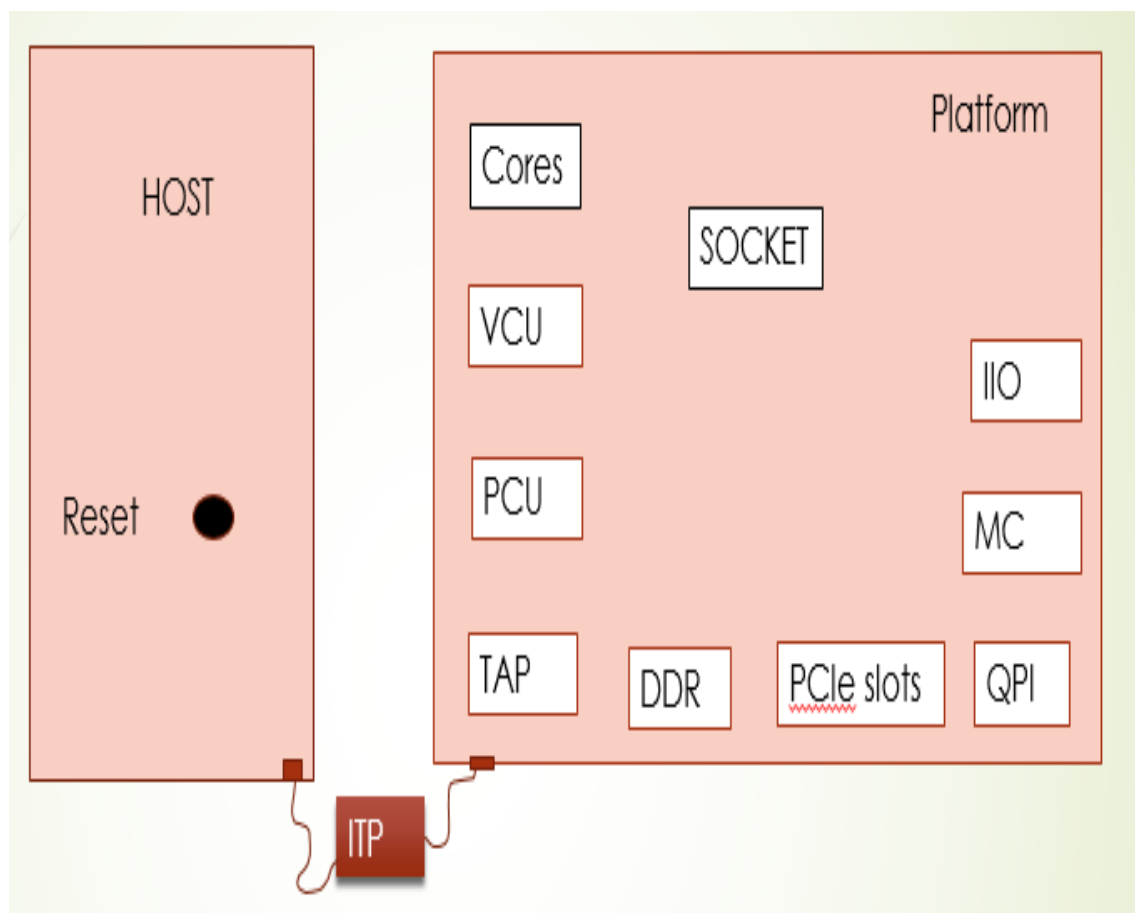 HOST
Reset
Platform
Cores
SOCKET
VCU
IIO
PCU
MC
TAP
DDR
PCIe slots
QPI
ITP